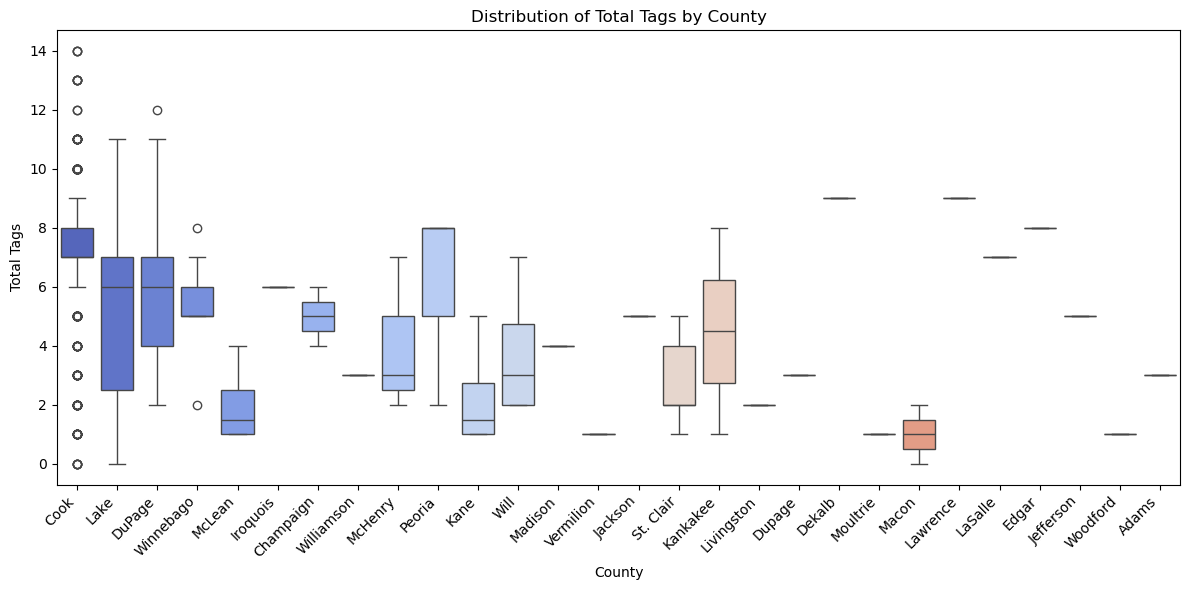 Distribution of Total Tags by County
14
12
10
8
6
4
2
0
Total Tags
Cook
Lake
DuPage
Winnebago
McLean
Iroquois
Champaign
Williamson
McHenry
Peoria
Kane
Will
Madison
Vermilion
Jackson
St. Clair
Kankakee
Livingston
Dupage
Dekalb
Moultrie
Macon
Lawrence
LaSalle
Edgar
Jefferson
Woodford
Adams
County